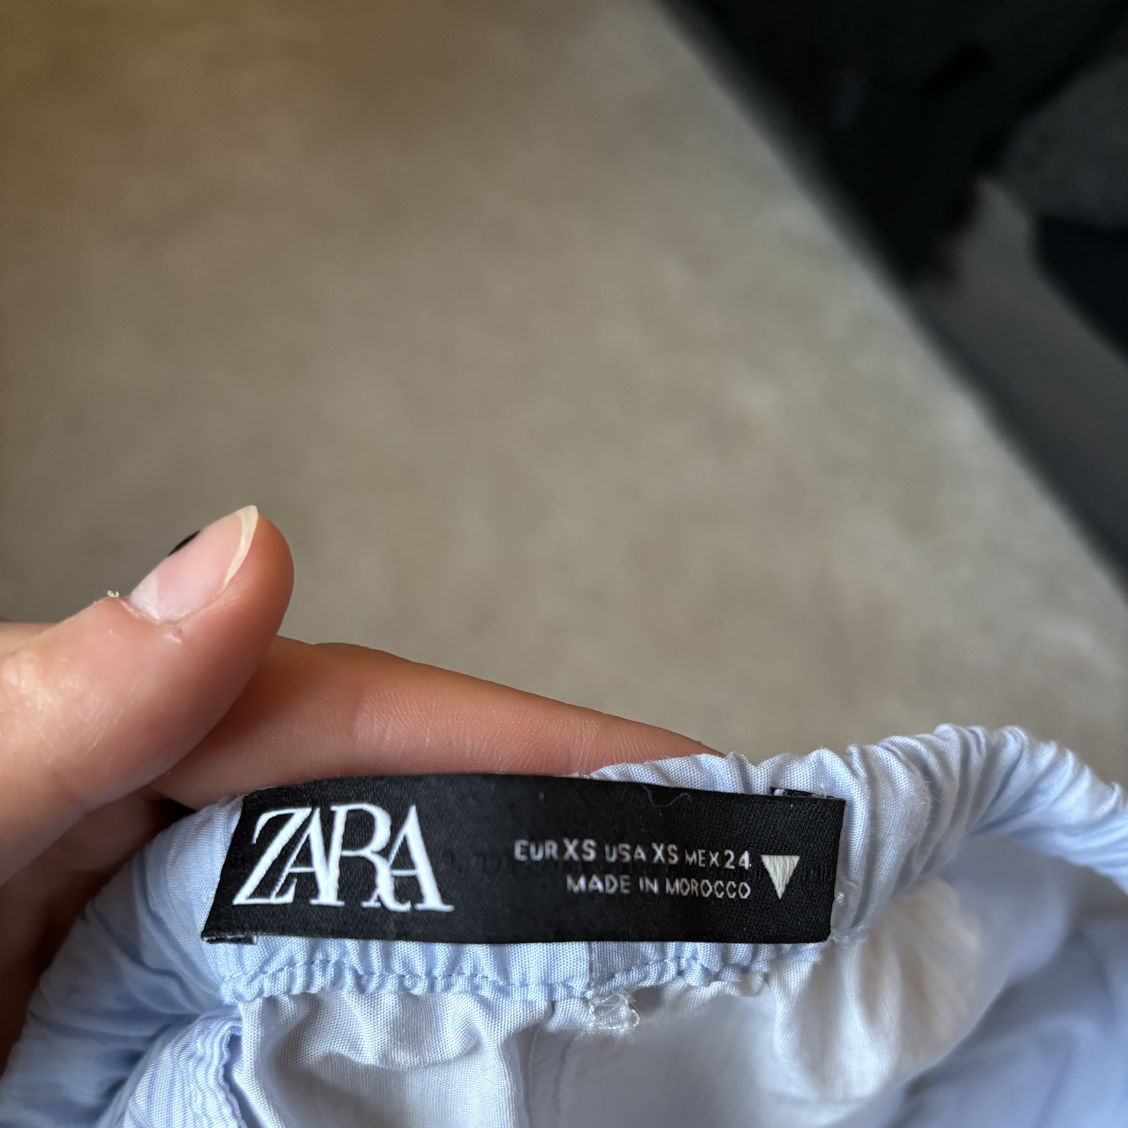 ZARA
EUR XS USA XS MEX 24
MADE IN MOROCCO